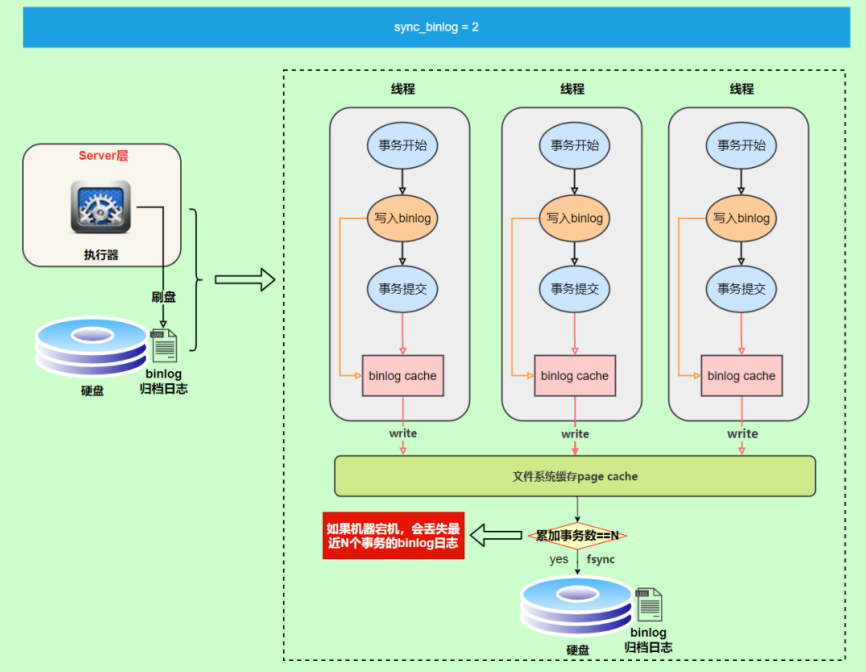 sync_binlog = 2
Server层
执行器
刷盘
硬盘
binlog
归档日志
线程
事务开始
写入binlog
事务提交
binlog cache
write
线程
事务开始
写入binlog
事务提交
binlog cache
write
线程
事务开始
写入binlog
事务提交
binlog cache
write
文件系统缓存page cache
如果机器宕机，会丢失最
近N个事务的binlog日志
累加事务数==N
yes
fsync
硬盘
binlog
归档日志